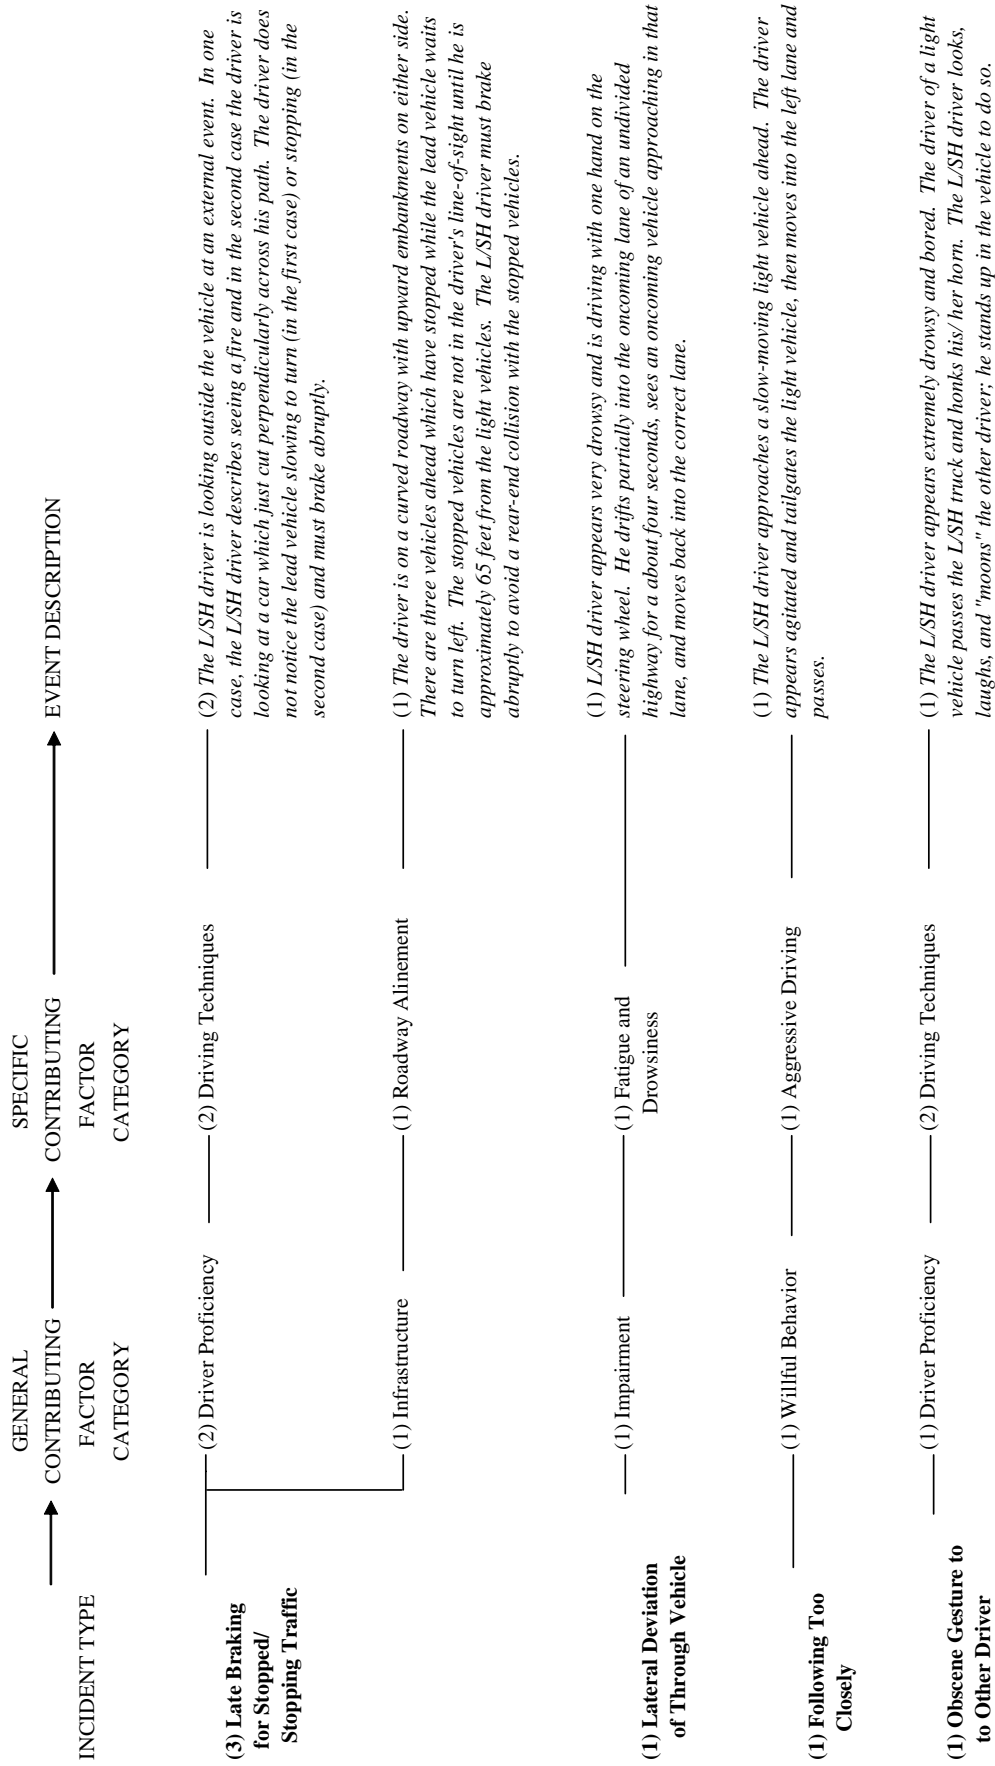 INCIDENT TYPE
GENERAL
CONTRIBUTING
FACTOR
CATEGORY
SPECIFIC
CONTRIBUTING
FACTOR
CATEGORY
EVENT DESCRIPTION
(3) Late Braking
for Stopped/
Stopping Traffic
(2) Driver Proficiency
(2) Driving Techniques
(2) The L/SH driver is looking outside the vehicle at an external event. In one
case, the L/SH driver describes seeing a fire and in the second case the driver is
looking at a car which just cut perpendicularly across his path. The driver does
not notice the lead vehicle slowing to turn (in the first case) or stopping (in the
second case) and must brake abruptly.
(1) Infrastructure
(1) Roadway Alinement
(1) The driver is on a curved roadway with upward embankments on either side.
There are three vehicles ahead which have stopped while the lead vehicle waits
to turn left. The stopped vehicles are not in the driver's line-of-sight until he is
approximately 65 feet from the light vehicles. The L/SH driver must brake
abruptly to avoid a rear-end collision with the stopped vehicles.
(1) Lateral Deviation
of Through Vehicle
(1) Impairment
(1) Fatigue and
Drowsiness
(1) L/SH driver appears very drowsy and is driving with one hand on the
steering wheel. He drifts partially into the oncoming lane of an undivided
highway for a about four seconds, sees an oncoming vehicle approaching in that
lane, and moves back into the correct lane.
(1) Following Too
Closely
(1) Willful Behavior
(1) Aggressive Driving
(1) The L/SH driver approaches a slow-moving light vehicle ahead. The driver
appears agitated and tailgates the light vehicle, then moves into the left lane and
passes.
(1) Obscene Gesture to
to Other Driver
(1) Driver Proficiency
(2) Driving Techniques
(1) The L/SH driver appears extremely drowsy and bored. The driver of a light
vehicle passes the L/SH truck and honks his/ her horn. The L/SH driver looks,
laughs, and "moons" the other driver; he stands up in the vehicle to do so.